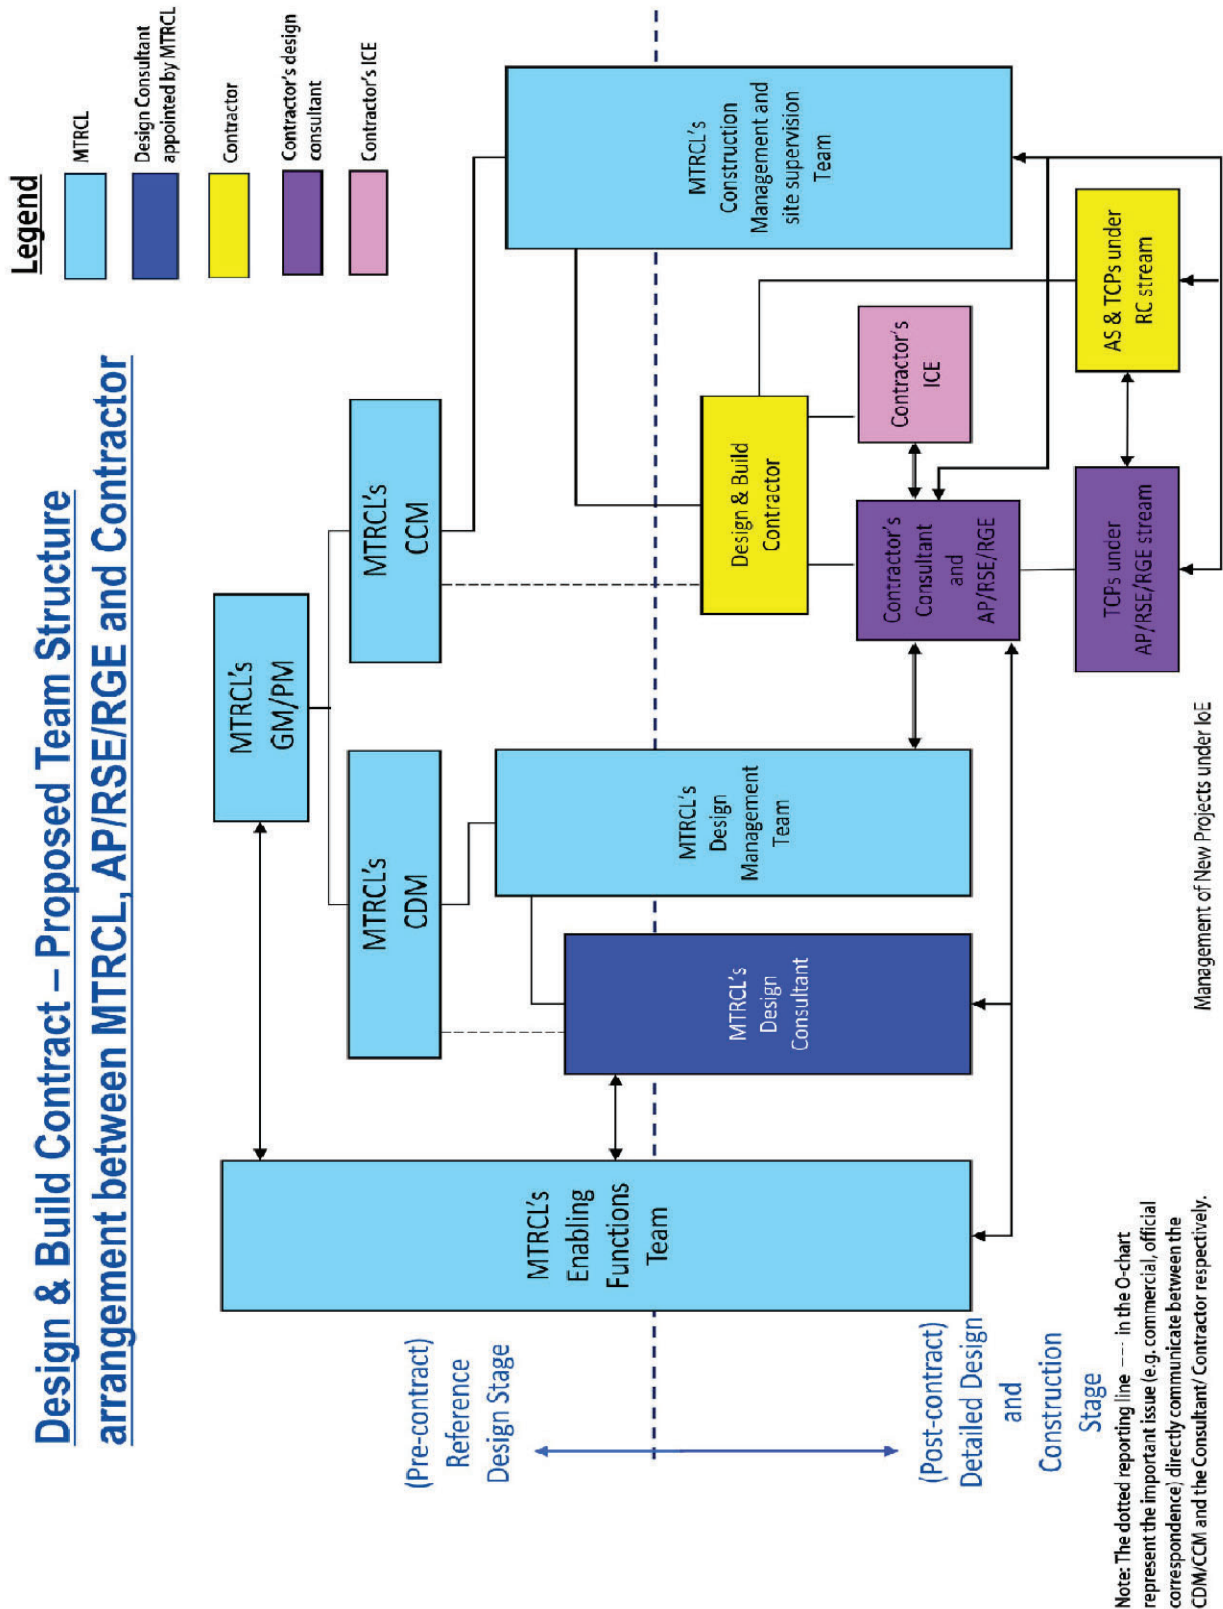 Design & Build Contract – Proposed Team Structure
arrangement between MTRCL, AP/RSE/RGE and Contractor
Legend
MTRCL
Design Consultant
appointed by MTRCL
Contractor
Contractor's design
consultant
Contractor's ICE
MTRCL's
GM/PM
MTRCL's
CDM
MTRCL's
CCM
(Pre-contract)
Reference
Design Stage
MTRCL's
Enabling
Functions
Team
MTRCL's
Design
Consultant
MTRCL's
Design
Management
Team
MTRCL's
Construction
Management and
site supervision
Team
Design & Build
Contractor
Contractor's
Consultant
and
AP/RSE/RGE
Contractor's
ICE
(Post-contract)
Detailed Design
and
Construction
Stage
TCPs under
AP/RSE/RGE stream
AS & TCPs under
RC stream
Note: The dotted reporting line ---- in the O-chart
represent the important issue (e.g. commercial, official
correspondence) directly communicate between the
CDM/CCM and the Consultant/ Contractor respectively.
Management of New Projects under IoE